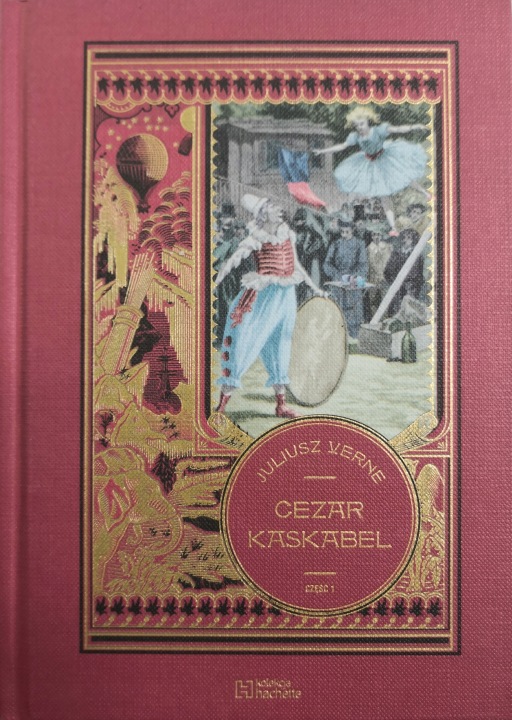 JULIUSZ VERNE
CEZAR
KASKABEL
CZĘŚĆ 1
kolekcja
hachette